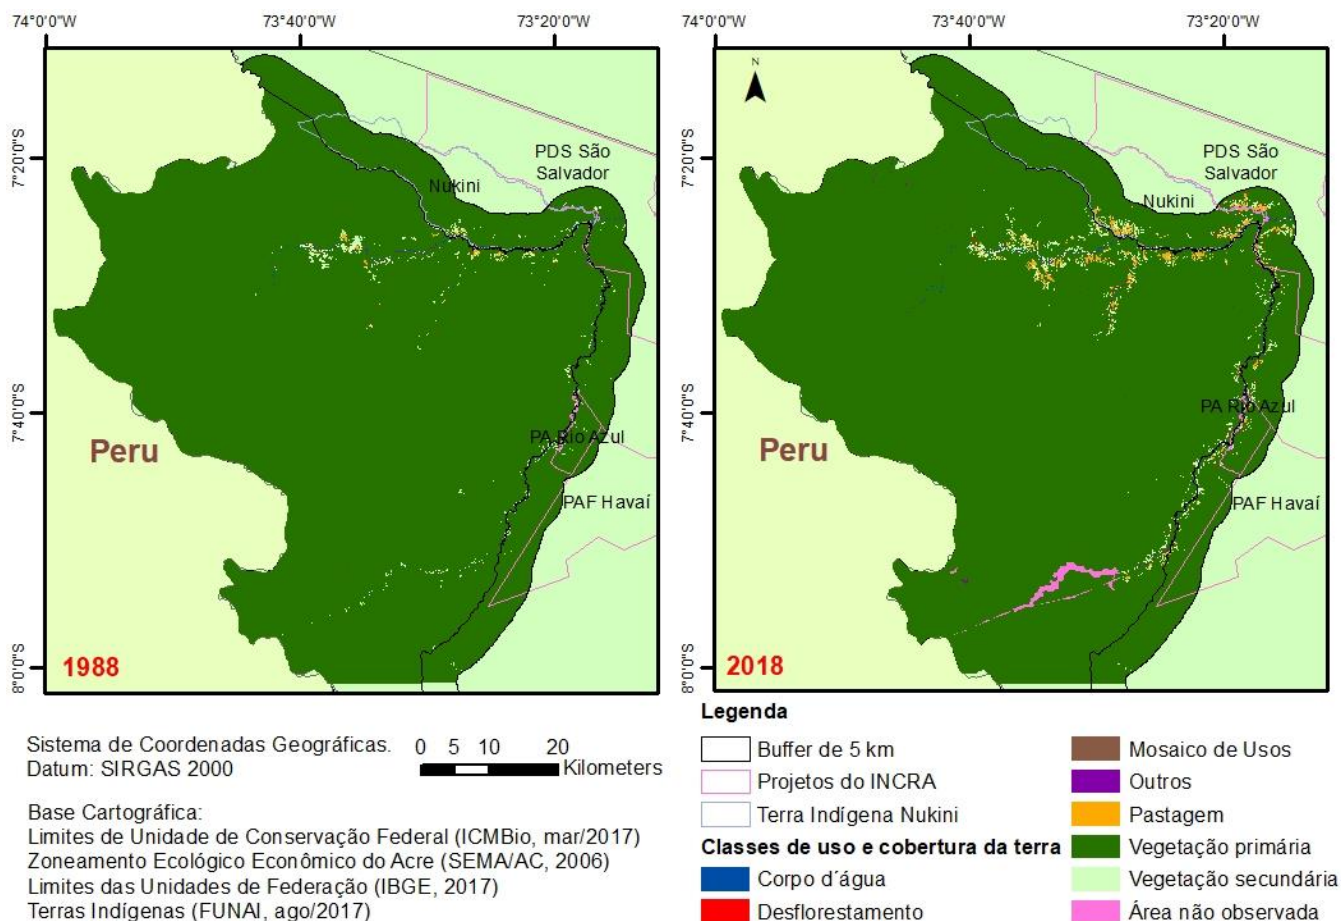 74°0'0"W 73°40'0"W 73°20'0"W
74°0'0"W 73°40'0"W 73°20'0"W
7°20'0"S
7°40'0"S
8°0'0"S
PDS São
Salvador
Nukini
Peru
PA Rio Azul
PAF Havaí
1988
7°20'0"S
7°40'0"S
8°0'0"S
N
PDS São
Salvador
Nukini
Peru
PA Rio Azul
PAF Havaí
2018
Sistema de Coordenadas Geográficas.
Datum: SIRGAS 2000
0 5 10 20
Kilometers
Base Cartográfica:
Limites de Unidade de Conservação Federal (ICMBio, mar/2017)
Zoneamento Ecológico Econômico do Acre (SEMA/AC, 2006)
Limites das Unidades de Federação (IBGE, 2017)
Terras Indígenas (FUNAI, ago/2017)
Legenda
Buffer de 5 km
Projetos do INCRA
Terra Indígena Nukini
Classes de uso e cobertura da terra
Corpo d´água
Desflorestamento
Mosaico de Usos
Outros
Pastagem
Vegetação primária
Vegetação secundária
Área não observada